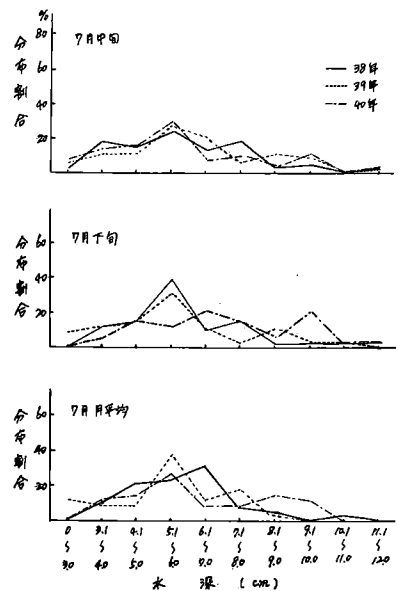 %
分布割合
80
60
40
20
7月中旬
38年
39年
40年
分布割合
60
40
20
7月下旬
分布割合
60
40
20
7月月平均
0 3.1 4.1 5.1 6.1 7.1 8.1 9.1 10.1 11.1
〜 〜 〜 〜 〜 〜 〜 〜 〜 〜
3.0 4.0 5.0 6.0 7.0 8.0 9.0 10.0 11.0 12.0
水深 (cm)